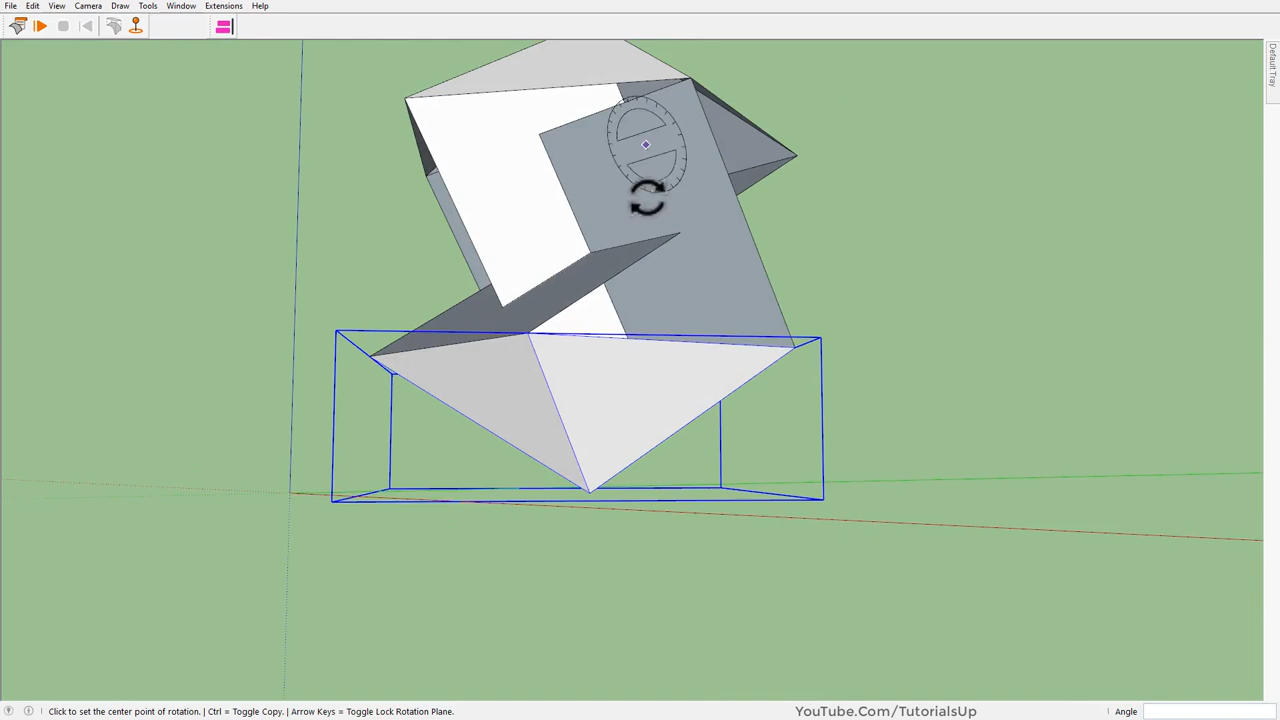 File Edit View Camera Draw Tools Window Extensions Help
Default Tray
Click to set the center point of rotation. | Ctrl = Toggle Copy. | Arrow Keys = Toggle Lock Rotation Plane.
YouTube.Com/TutorialsUp
Angle